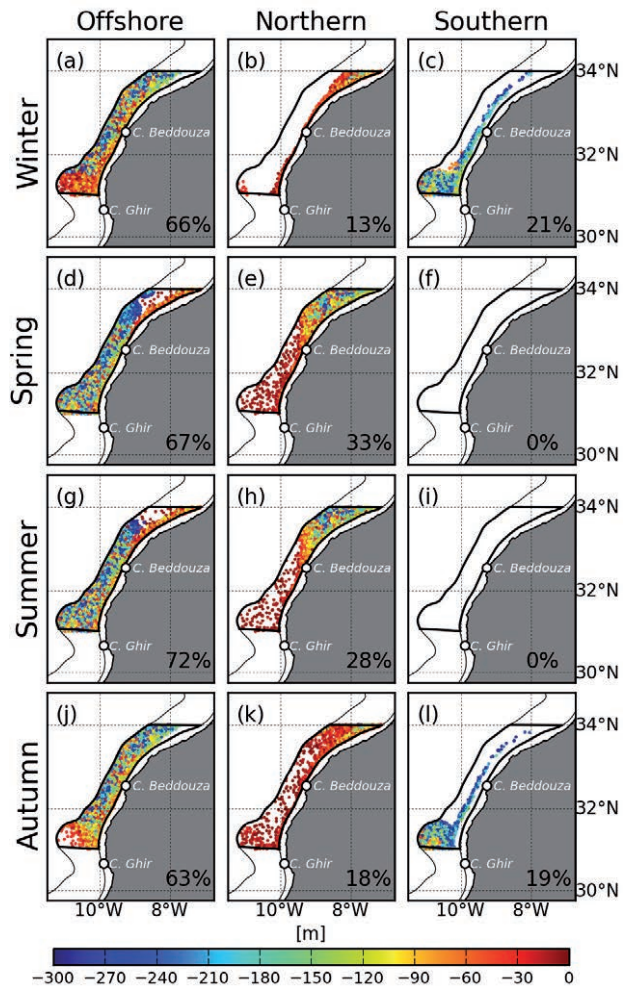 Offshore Northern Southern
(a) (b) (c)
34°N
C. Beddouza C. Beddouza C. Beddouza
Winter
32°N
C. Ghir C. Ghir C. Ghir
66% 13% 21%
30°N
(d) (e) (f)
34°N
C. Beddouza C. Beddouza C. Beddouza
Spring
32°N
C. Ghir C. Ghir C. Ghir
67% 33% 0%
30°N
(g) (h) (i)
34°N
C. Beddouza C. Beddouza C. Beddouza
Summer
32°N
C. Ghir C. Ghir C. Ghir
72% 28% 0%
30°N
(j) (k) (l)
34°N
C. Beddouza C. Beddouza C. Beddouza
Autumn
32°N
C. Ghir C. Ghir C. Ghir
63% 18% 19%
30°N
10°W 8°W 10°W 8°W 10°W 8°W
[m]
−300 −270 −240 −210 −180 −150 −120 −90 −60 −30 0